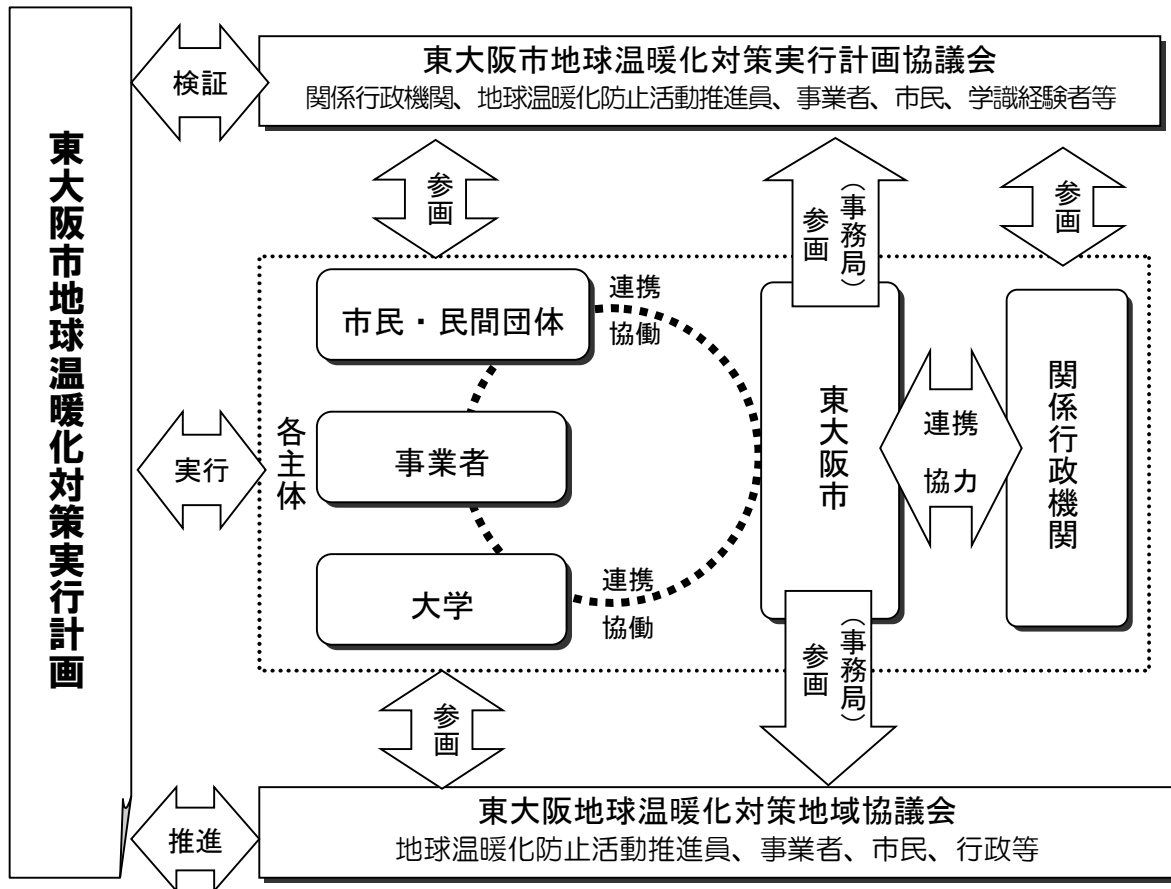 東大阪市地球温暖化対策実行計画
検証
東大阪市地球温暖化対策実行計画協議会
関係行政機関、地球温暖化防止活動推進員、事業者、市民、学識経験者等
参画
参画
（事務局）
参画
実行
各主体
市民・民間団体
事業者
大学
連携
協働
連携
協働
東大阪市
連携
協力
関係行政機関
参画
参画
（事務局）
推進
東大阪地球温暖化対策地域協議会
地球温暖化防止活動推進員、事業者、市民、行政等